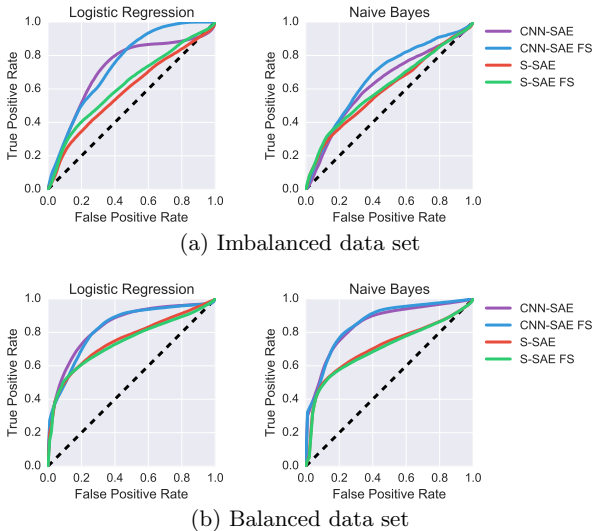 Logistic Regression
Naive Bayes
1.0
0.8
0.6
0.4
0.2
0.0
True Positive Rate
0.0 0.2 0.4 0.6 0.8 1.0
False Positive Rate
1.0
0.8
0.6
0.4
0.2
0.0
True Positive Rate
0.0 0.2 0.4 0.6 0.8 1.0
False Positive Rate
CNN-SAE
CNN-SAE FS
S-SAE
S-SAE FS
(a) Imbalanced data set
Logistic Regression
Naive Bayes
1.0
0.8
0.6
0.4
0.2
0.0
True Positive Rate
0.0 0.2 0.4 0.6 0.8 1.0
False Positive Rate
1.0
0.8
0.6
0.4
0.2
0.0
True Positive Rate
0.0 0.2 0.4 0.6 0.8 1.0
False Positive Rate
CNN-SAE
CNN-SAE FS
S-SAE
S-SAE FS
(b) Balanced data set